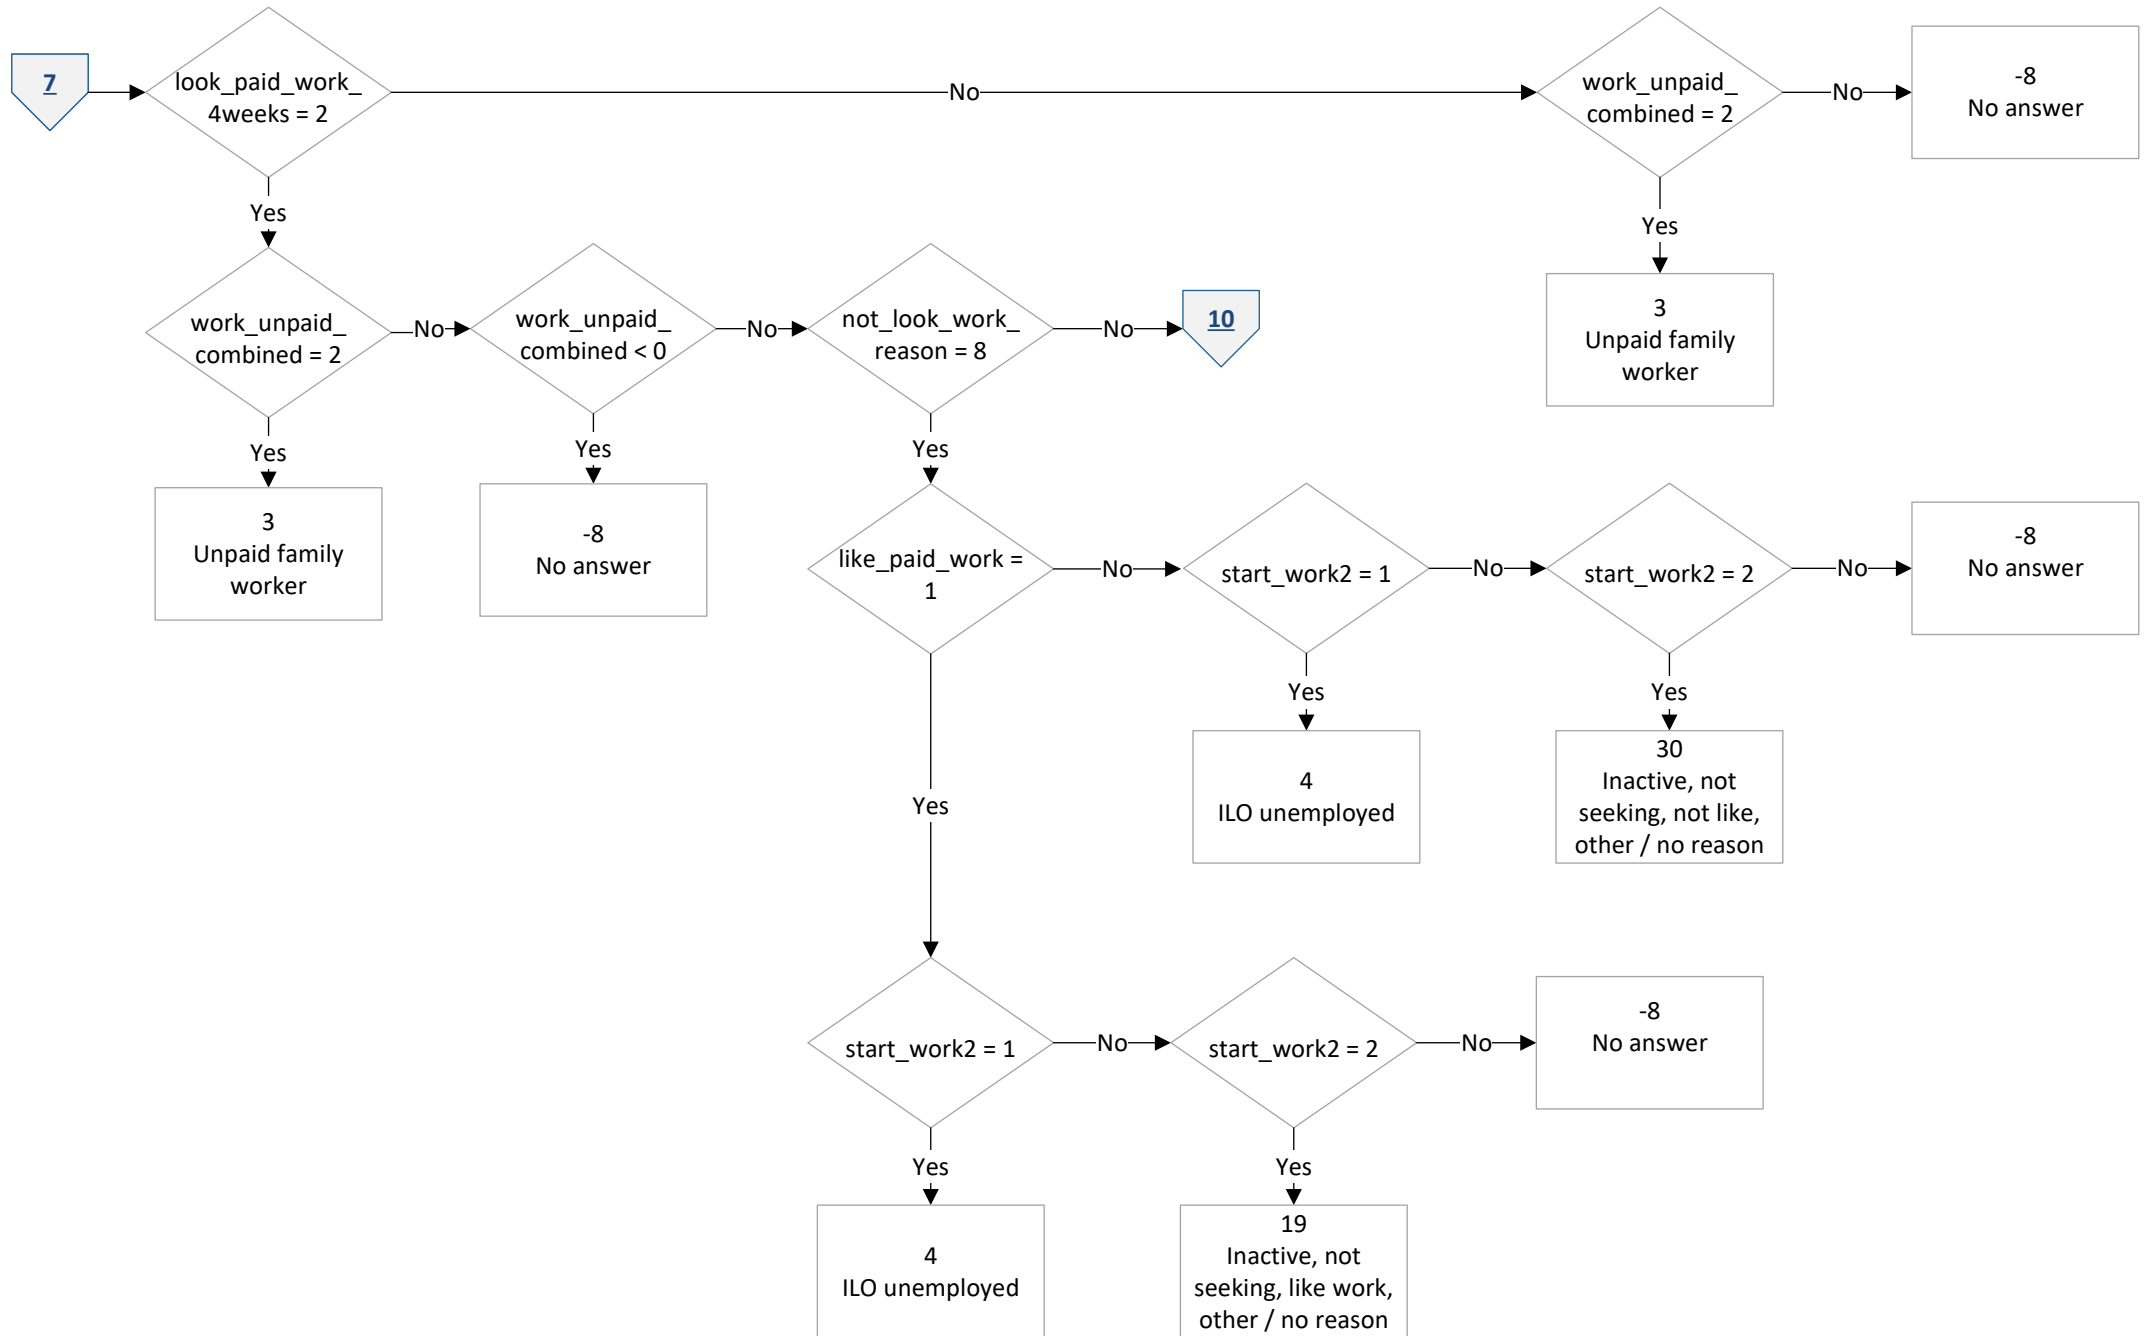 7
look_paid_work_
4weeks = 2
No
work_unpaid_
combined = 2
No
-8
No answer
Yes
Yes
3
Unpaid family
worker
work_unpaid_
combined = 2
No
work_unpaid_
combined < 0
No
not_look_work_
reason = 8
No
10
Yes
Yes
Yes
3
Unpaid family
worker
-8
No answer
like_paid_work =
1
No
start_work2 = 1
No
start_work2 = 2
No
-8
No answer
Yes
Yes
Yes
4
ILO unemployed
30
Inactive, not
seeking, not like,
other / no reason
start_work2 = 1
No
start_work2 = 2
No
-8
No answer
Yes
Yes
4
ILO unemployed
19
Inactive, not
seeking, like work,
other / no reason